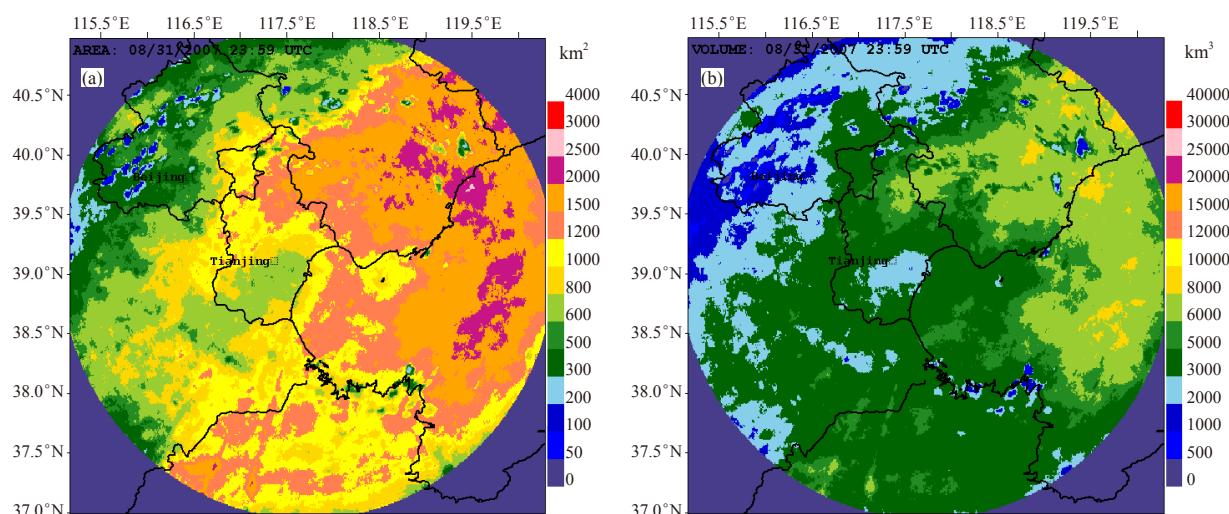 115.5° E 116.5° E 117.5° E 118.5° E 119.5° E
AREA: 08/31/2007 23:59 UTC
(a)
km2
40.5° N
40.0° N
39.5° N
39.0° N
38.5° N
38.0° N
37.5° N
37.0° N
Beijing
Tianjing
4000
3000
2500
2000
1500
1200
1000
800
600
500
300
200
100
50
0
115.5° E 116.5° E 117.5° E 118.5° E 119.5° E
VOLUME: 08/31/2007 23:59 UTC
(b)
km3
40.5° N
40.0° N
39.5° N
39.0° N
38.5° N
38.0° N
37.5° N
37.0° N
Beijing
Tianjing
40000
30000
25000
20000
15000
12000
10000
8000
6000
5000
3000
2000
1000
500
0